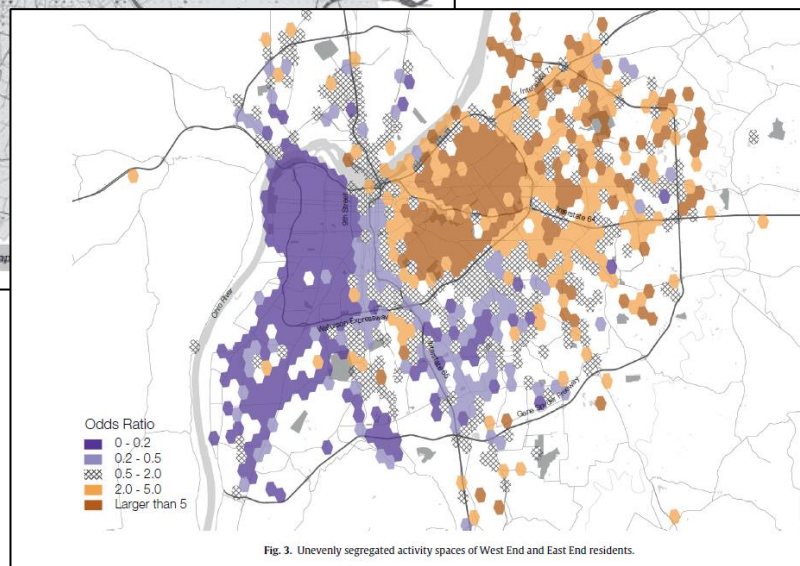 9th Street
Interstate 64
Ohio River
Watterson Expressway
Interstate 65
Gene Snyder Freeway
Odds Ratio
0 - 0.2
0.2 - 0.5
0.5 - 2.0
2.0 - 5.0
Larger than 5
Fig. 3. Unevenly segregated activity spaces of West End and East End residents.